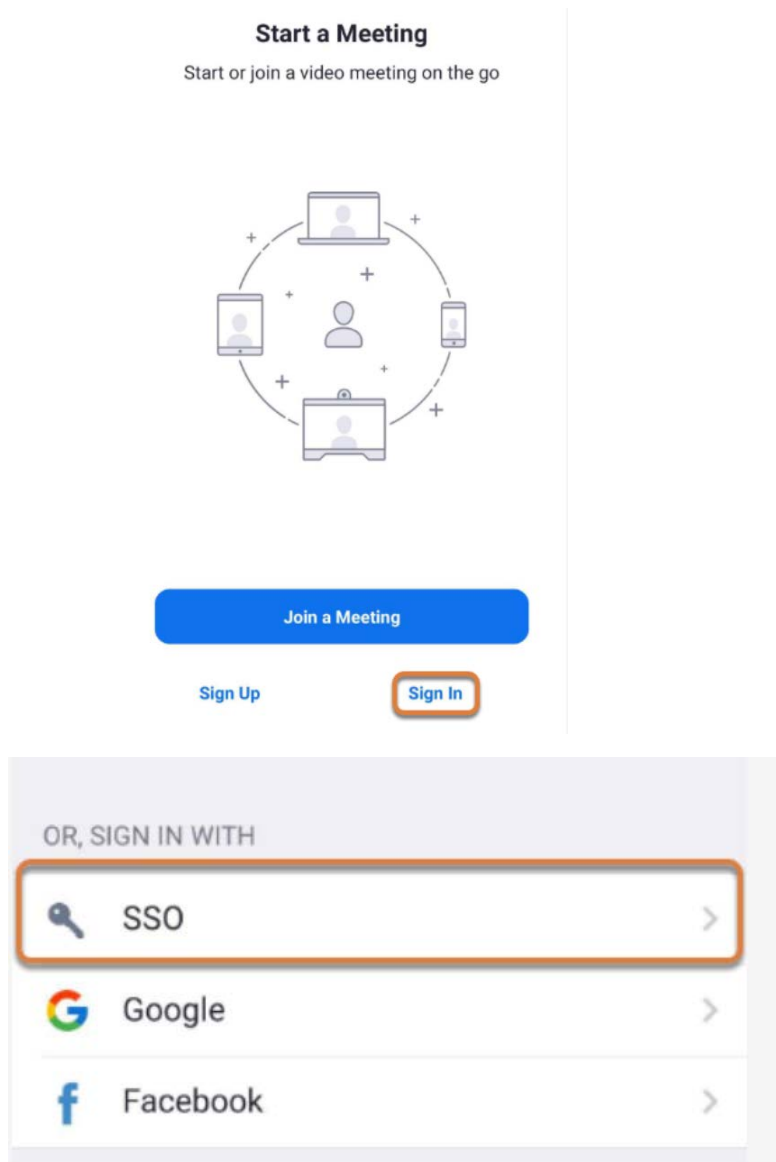 Start a Meeting
Start or join a video meeting on the go
Join a Meeting
Sign Up
Sign In
OR, SIGN IN WITH
SSO
Google
Facebook